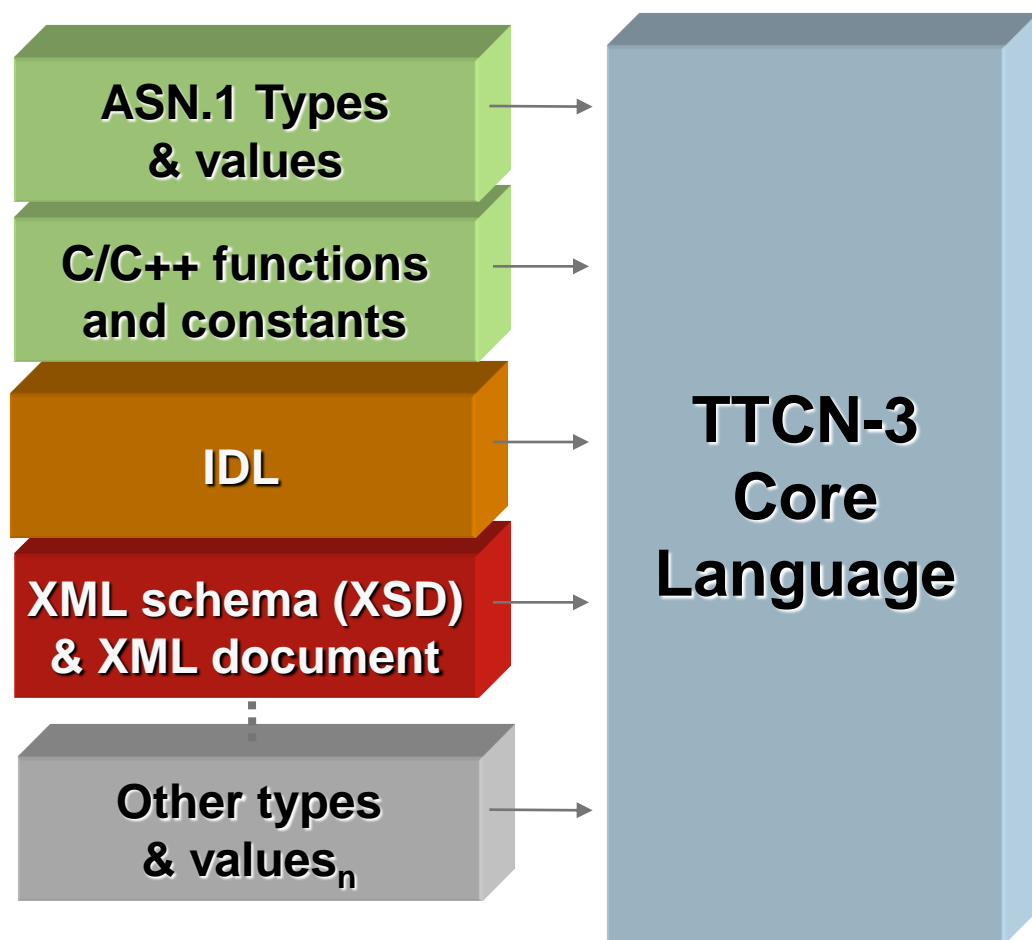 ASN.1 Types
& values
C/C++ functions
and constants
IDL
XML schema (XSD)
& XML document
Other types
& valuesₙ
TTCN-3
Core
Language